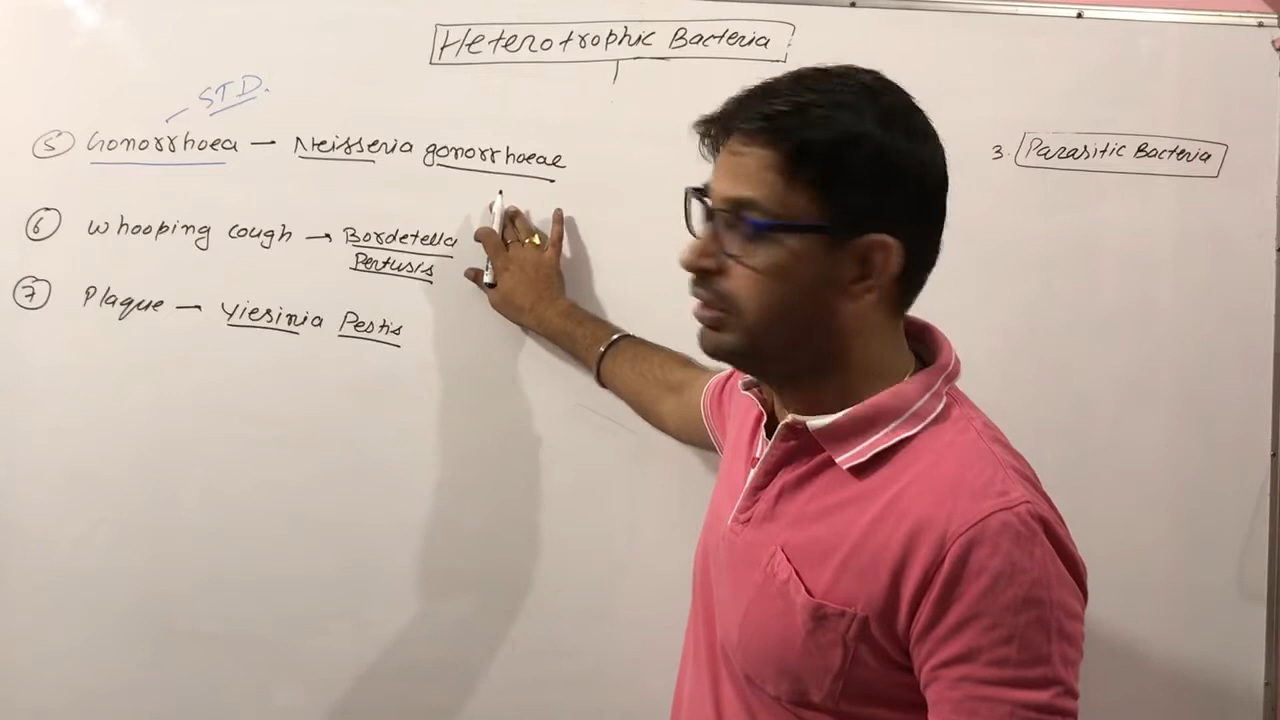 Heterotrophic Bacteria
STD.
5 Gonorrhoea - Neisseria gonorrhoeae
3. Parasitic Bacteria
6 Whooping cough → Bordetella
Pertusis
7 Plaque - Yiesinia Pestis